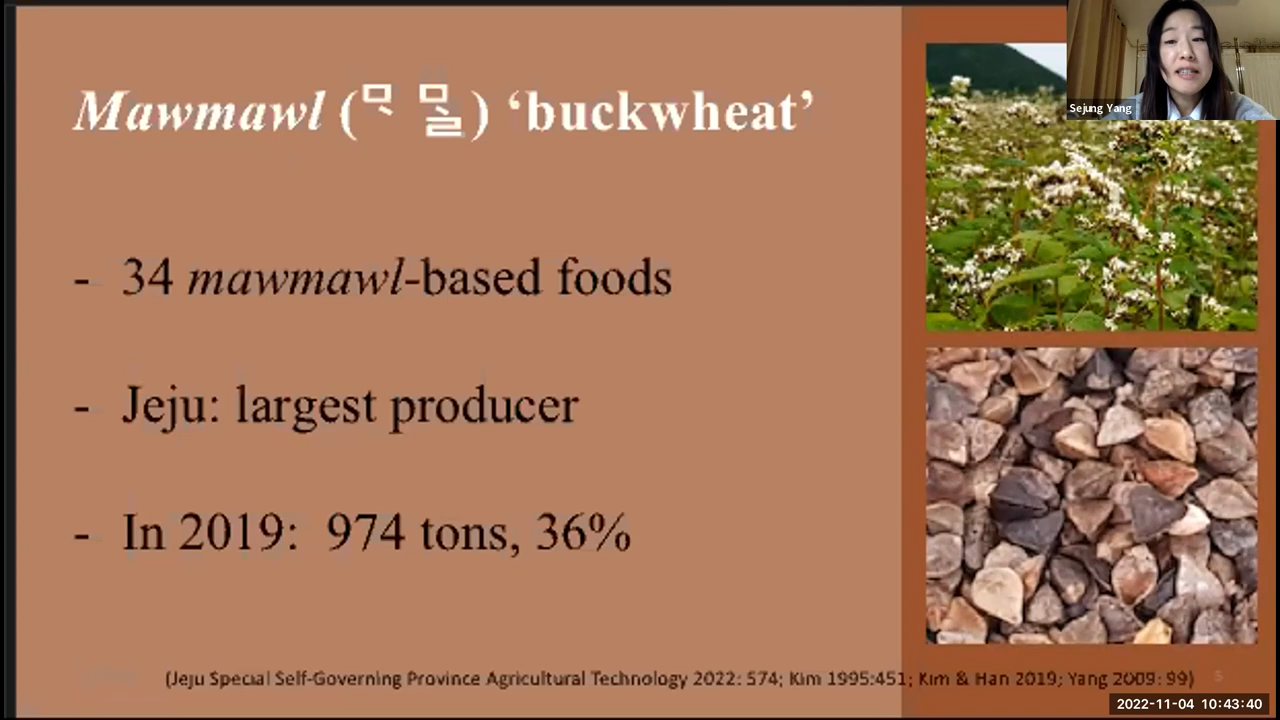 Mawmawl (ᄆᆞᄆᆞᆯ) ‘buckwheat’
- 34 mawmawl-based foods
- Jeju: largest producer
- In 2019: 974 tons, 36%
(Jeju Special Self-Governing Province Agricultural Technology 2022: 574; Kim 1995:451; Kim & Han 2019; Yang 2009: 99)
5
Sejung Yang
2022-11-04 10:43:40